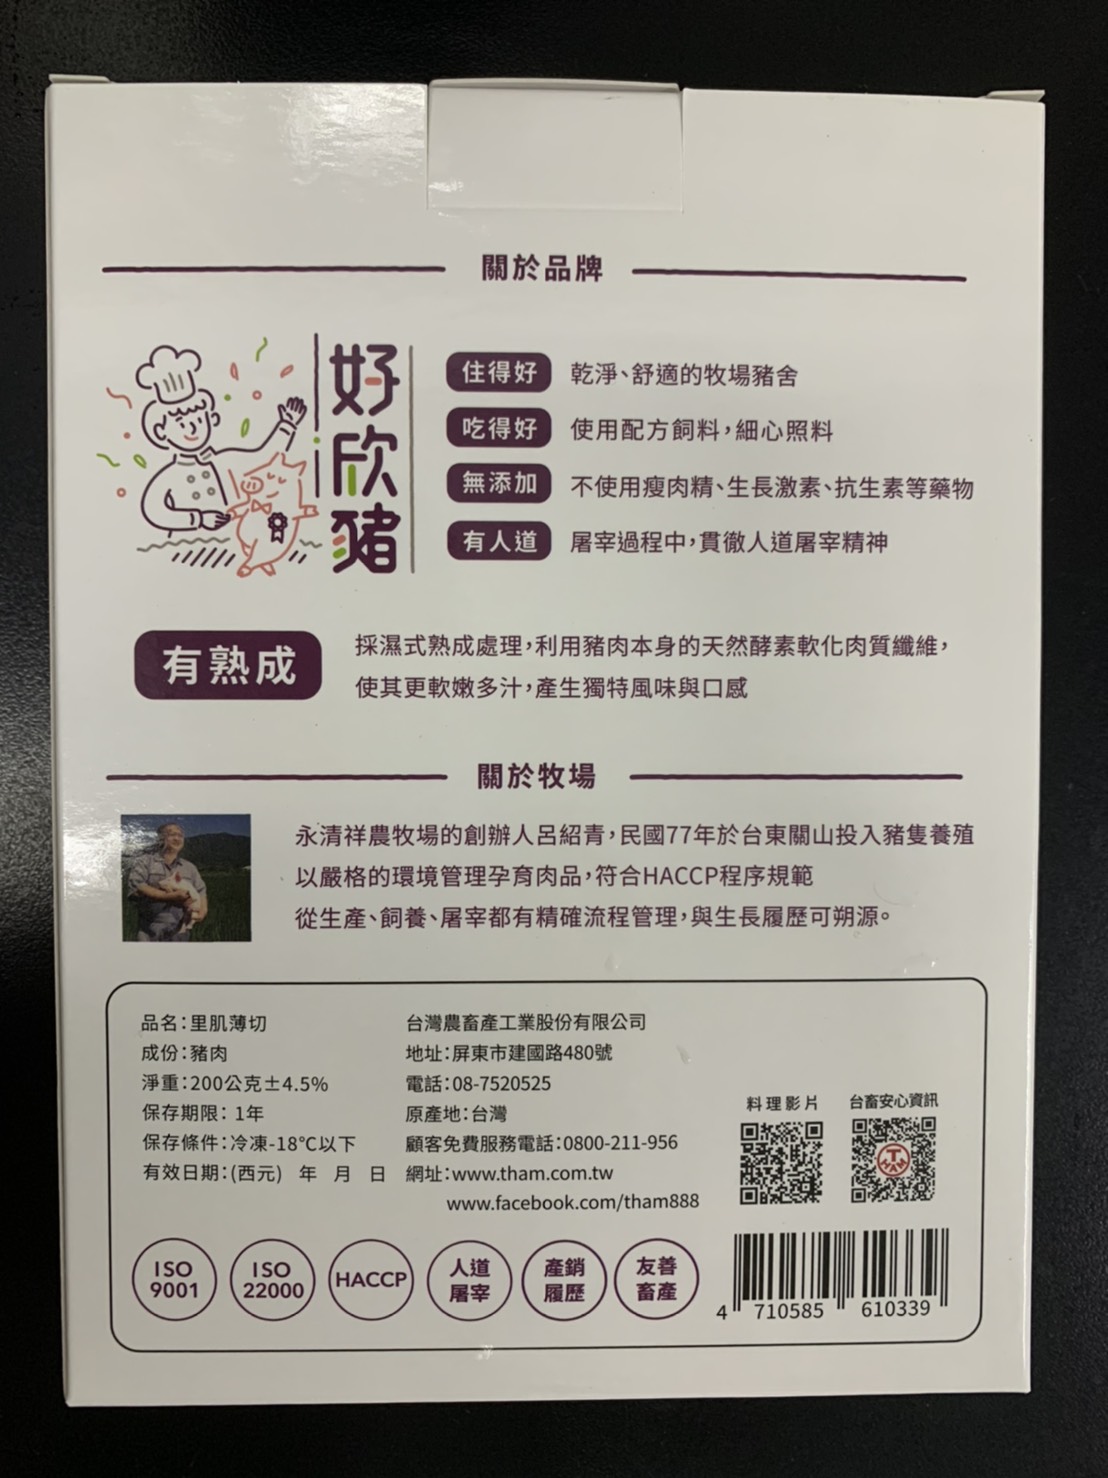 關於品牌
好欣豬
住得好 乾淨、舒適的牧場豬舍
吃得好 使用配方飼料，細心照料
無添加 不使用瘦肉精、生長激素、抗生素等藥物
有人道 屠宰過程中，貫徹人道屠宰精神
有熟成
採濕式熟成處理，利用豬肉本身的天然酵素軟化肉質纖維，
使其更軟嫩多汁，產生獨特風味與口感
關於牧場
永清祥農牧場的創辦人呂紹青，民國77年於台東關山投入豬隻養殖
以嚴格的環境管理孕育肉品，符合HACCP程序規範
從生產、飼養、屠宰都有精確流程管理，與生長履歷可朔源。
品名：里肌薄切
成份：豬肉
淨重：200公克±4.5%
保存期限：1年
保存條件：冷凍-18℃以下
有效日期：(西元) 年 月 日
台灣農畜產工業股份有限公司
地址：屏東市建國路480號
電話：08-7520525
原產地：台灣
顧客免費服務電話：0800-211-956
網址：www.tham.com.tw
www.facebook.com/tham888
料理影片
台畜安心資訊
T
HAM
ISO
9001
ISO
22000
HACCP
人道
屠宰
產銷
履歷
友善
畜產
4 710585 610339